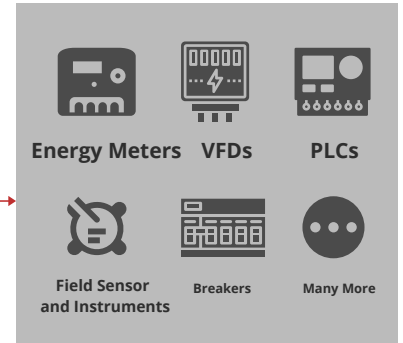 Energy Meters VFDs PLCs
Field Sensor
and Instruments
Breakers
Many More